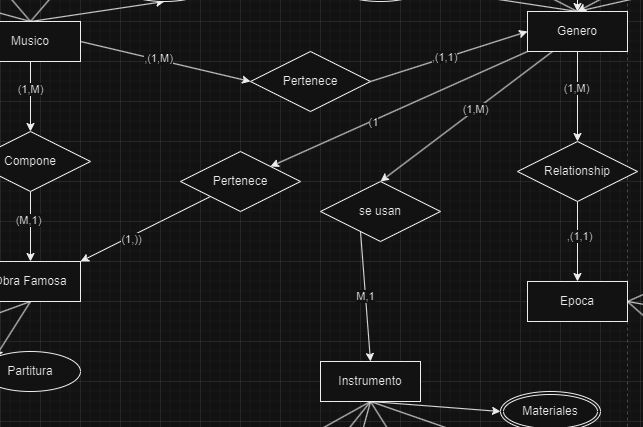 Genero
Musico
,(1,M)
(1,1)
Pertenece
(1,M)
(1,M)
(1,M)
(1
Compone
Pertenece
Relationship
se usan
(M,1)
(1,))
,(1,1)
Obra Famosa
M,1
Epoca
Partitura
Instrumento
Materiales